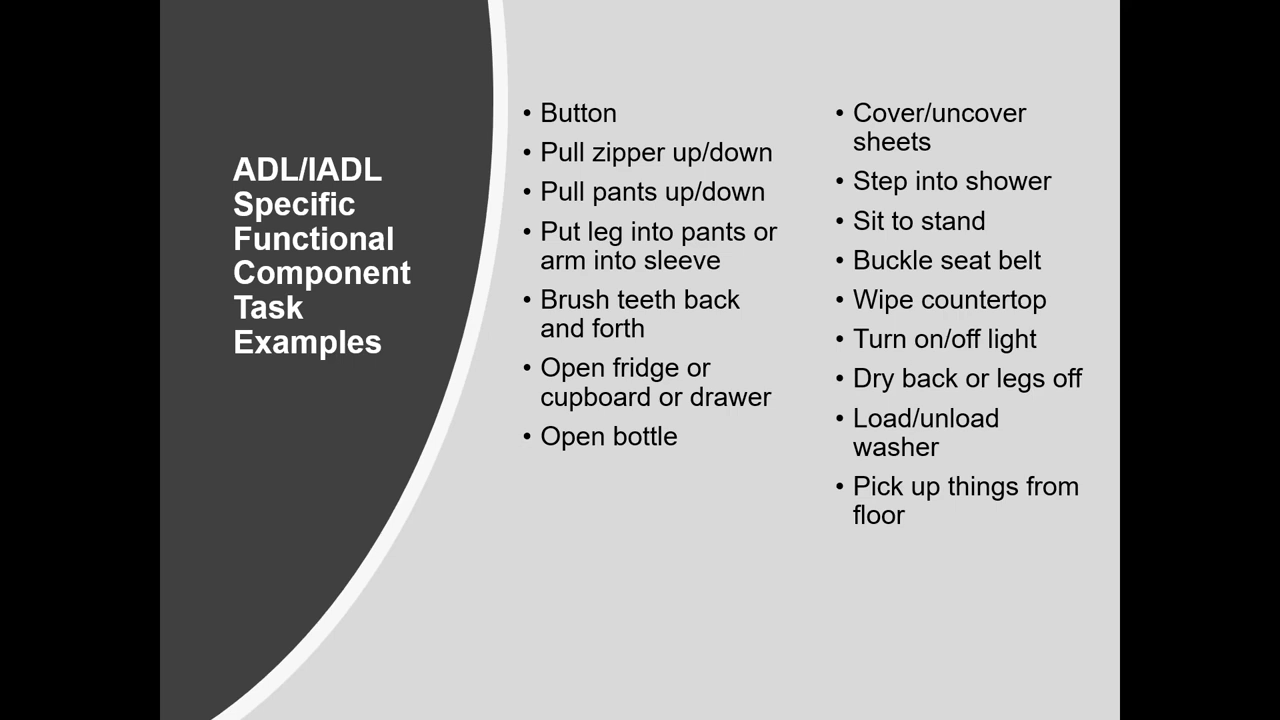 ADL/IADL
Specific
Functional
Component
Task
Examples
• Button
• Pull zipper up/down
• Pull pants up/down
• Put leg into pants or
arm into sleeve
• Brush teeth back
and forth
• Open fridge or
cupboard or drawer
• Open bottle
• Cover/uncover
sheets
• Step into shower
• Sit to stand
• Buckle seat belt
• Wipe countertop
• Turn on/off light
• Dry back or legs off
• Load/unload
washer
• Pick up things from
floor